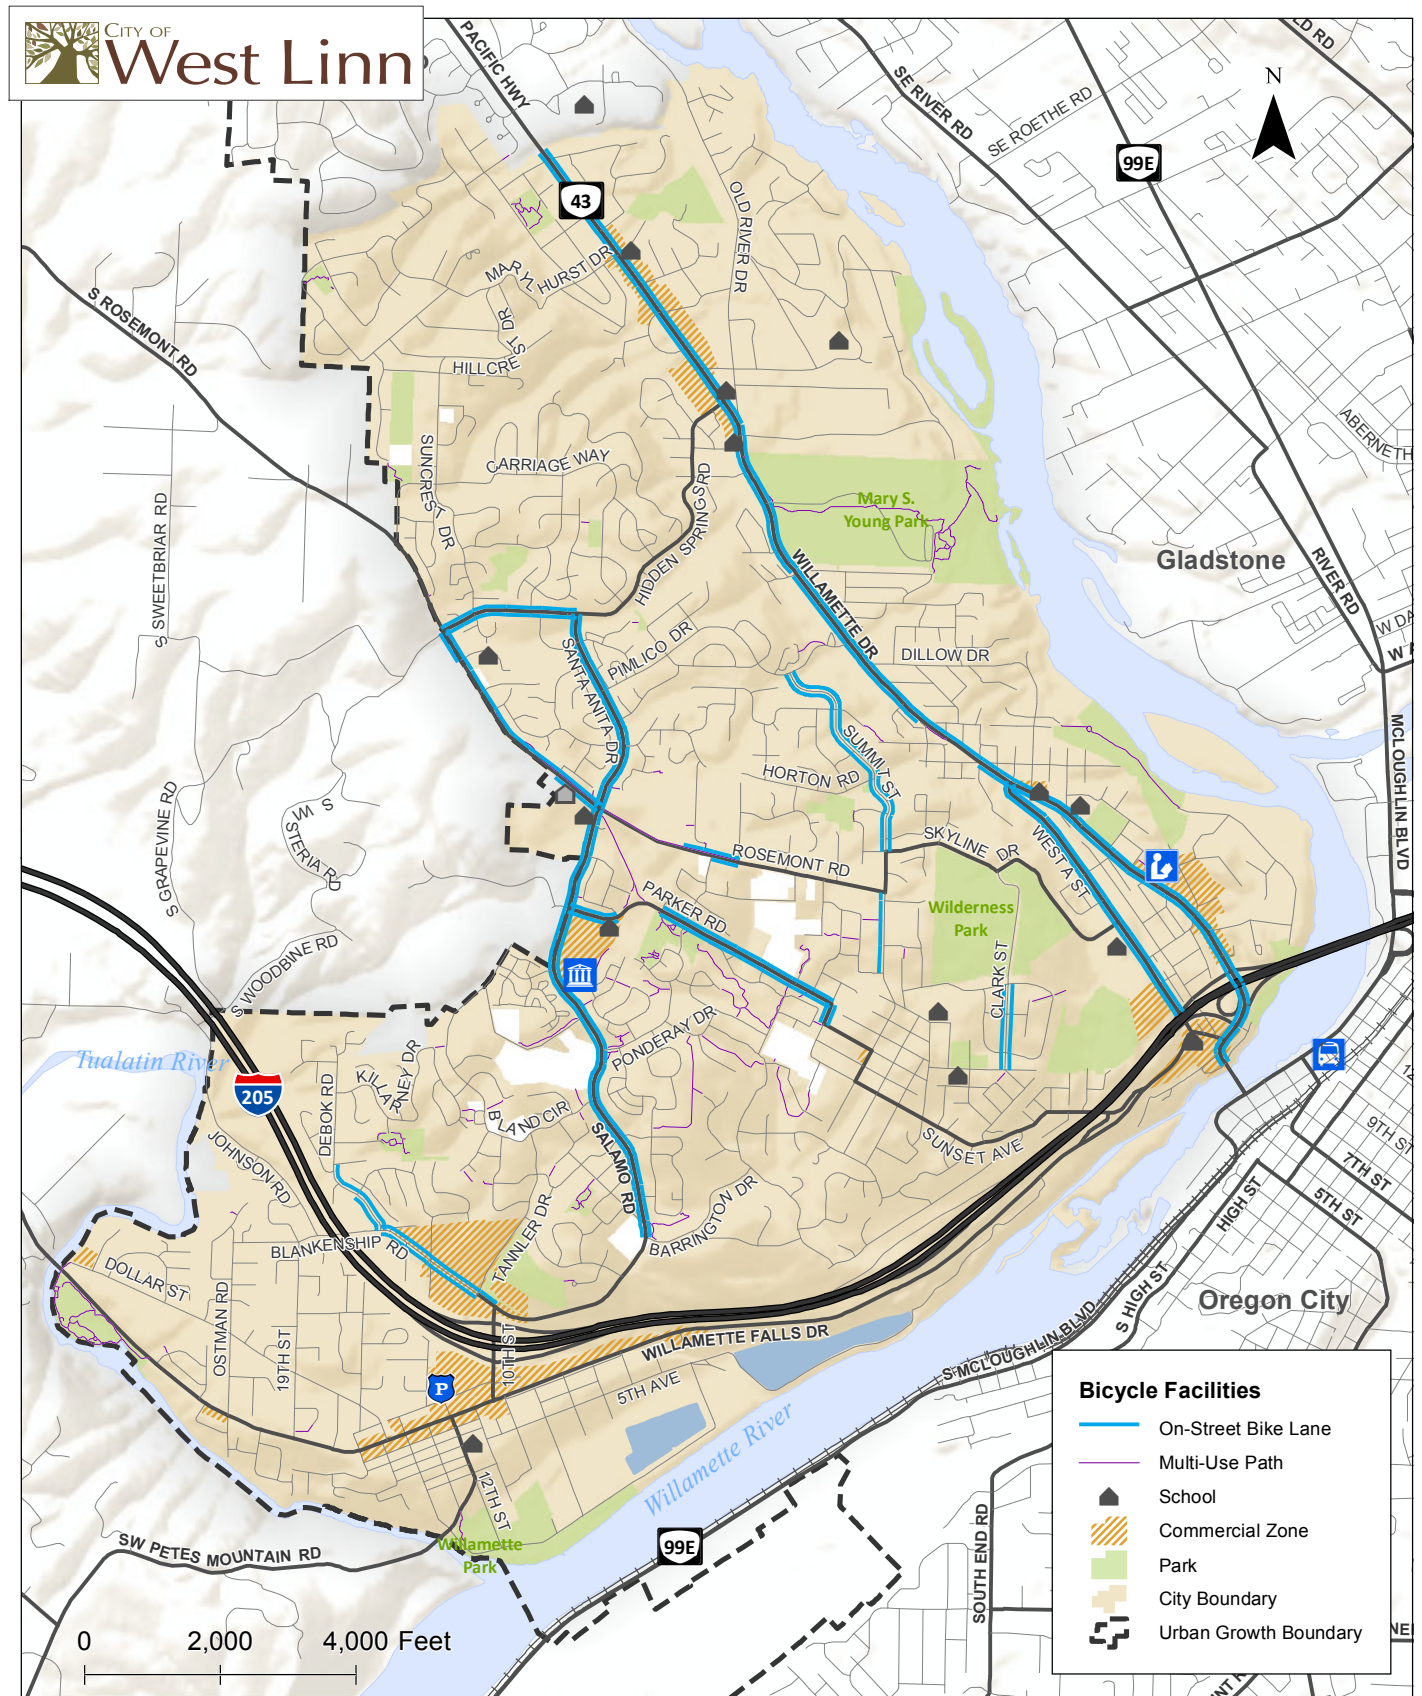 CITY OF
West Linn
PACIFIC HWY
SE RIVER RD
SE ROETHE RD
LD RD
N
99E
43
OLD RIVER DR
MARYLHURST DR
HILLCREST DR
S ROSEMONT RD
SUNCREST DR
CARRIAGE WAY
HIDDEN SPRINGS RD
Mary S.
Young Park
ABERNETH
Gladstone
RIVER RD
W DA
W A
S SWEETBRIAR RD
WILLAMETTE DR
DILLOW DR
PIMLICO DR
SANTA ANITA DR
SUMMIT ST
HORTON RD
MCLOUGHLIN BLVD
S GRAPEVINE RD
S WISTERIA RD
SKYLINE DR
WEST A ST
ROSEMONT RD
PARKER RD
Wilderness
Park
CLARK ST
S WOODBINE RD
PONDERAY DR
Tualatin River
205
KILLARNEY DR
DEBOK RD
BLAND CIR
SALAMO RD
SUNSET AVE
JOHNSON RD
TANNLER DR
BARRINGTON DR
BLANKENSHIP RD
DOLLAR ST
OSTMAN RD
19TH ST
10TH ST
WILLAMETTE FALLS DR
5TH AVE
P
12TH ST
Willamette River
Willamette
Park
SW PETES MOUNTAIN RD
99E
12
9TH ST
7TH ST
5TH ST
HIGH ST
S HIGH ST
Oregon City
S MCLOUGHLIN BLVD
SOUTH END RD
NE
NT R
Bicycle Facilities
On-Street Bike Lane
Multi-Use Path
School
Commercial Zone
Park
City Boundary
Urban Growth Boundary
0 2,000 4,000 Feet